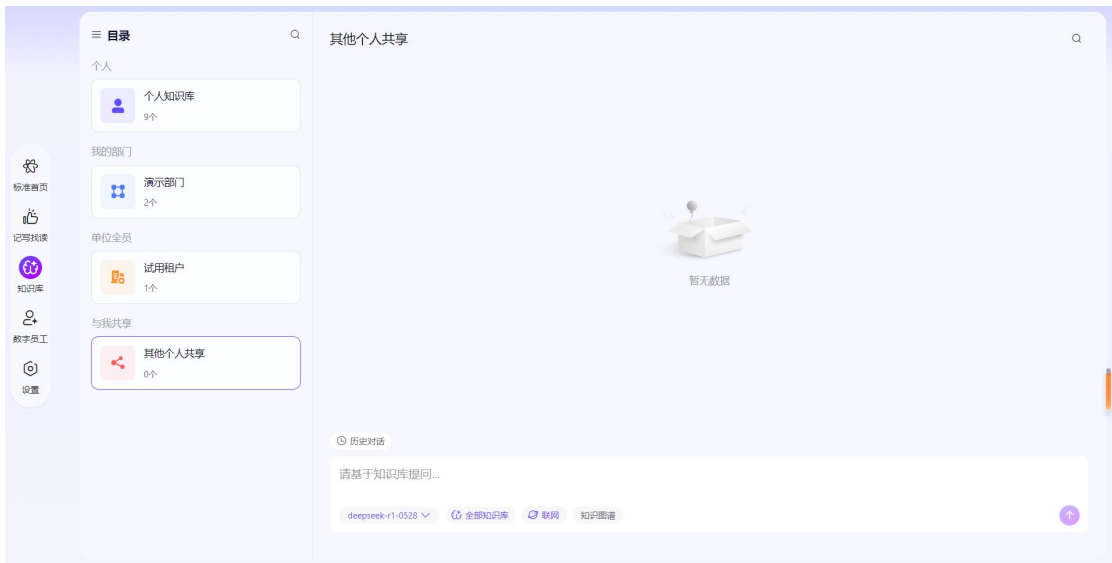 标准首页
记写找读
知识库
数字员工
设置
目录
个人
个人知识库
9个
我的部门
演示部门
2个
单位全员
试用租户
1个
与我共享
其他个人共享
0个
其他个人共享
暂无数据
历史对话
请基于知识库提问...
deepseek-r1-0528 全部知识库 联网 知识图谱